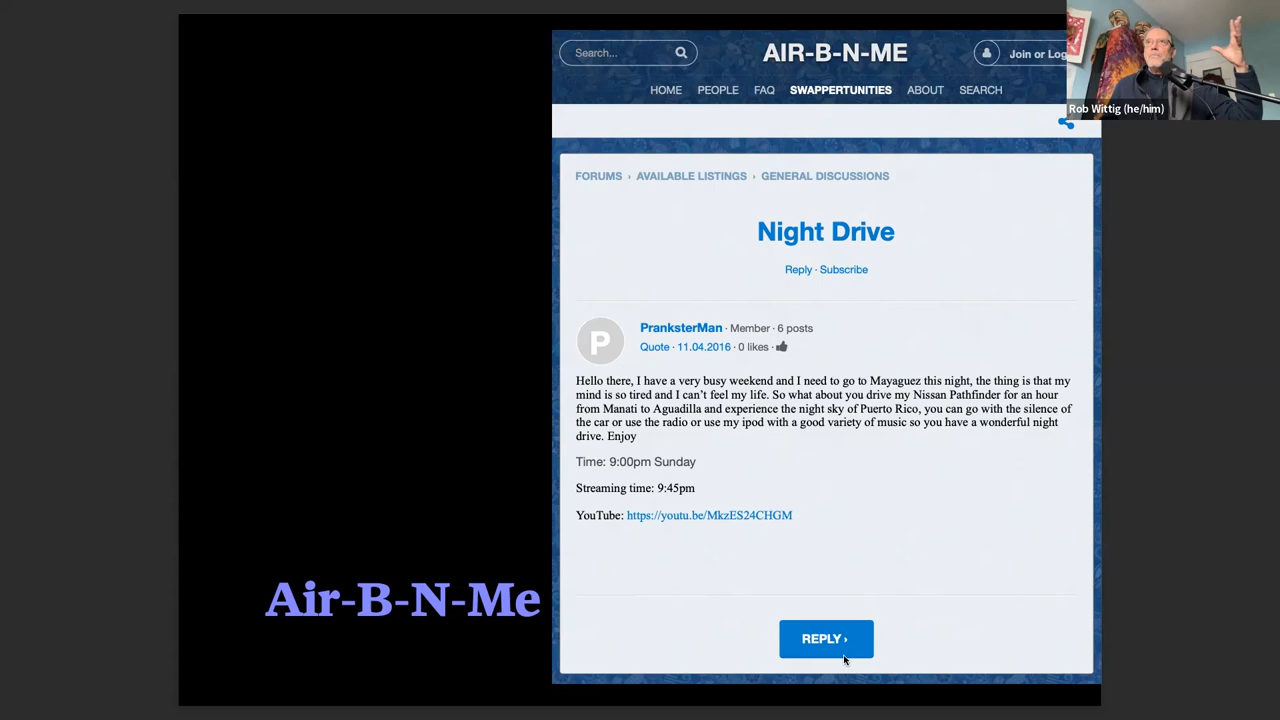 Search...
AIR-B-N-ME
Join or Log
HOME PEOPLE FAQ SWAPPERTUNITIES ABOUT SEARCH
Rob Wittig (he/him)
FORUMS › AVAILABLE LISTINGS › GENERAL DISCUSSIONS
Night Drive
Reply · Subscribe
P
PranksterMan · Member · 6 posts
Quote · 11.04.2016 · 0 likes ·
Hello there, I have a very busy weekend and I need to go to Mayaguez this night, the thing is that my
mind is so tired and I can't feel my life. So what about you drive my Nissan Pathfinder for an hour
from Manati to Aguadilla and experience the night sky of Puerto Rico, you can go with the silence of
the car or use the radio or use my ipod with a good variety of music so you have a wonderful night
drive. Enjoy
Time: 9:00pm Sunday
Streaming time: 9:45pm
YouTube: https://youtu.be/MkzES24CHGM
Air-B-N-Me
REPLY ›